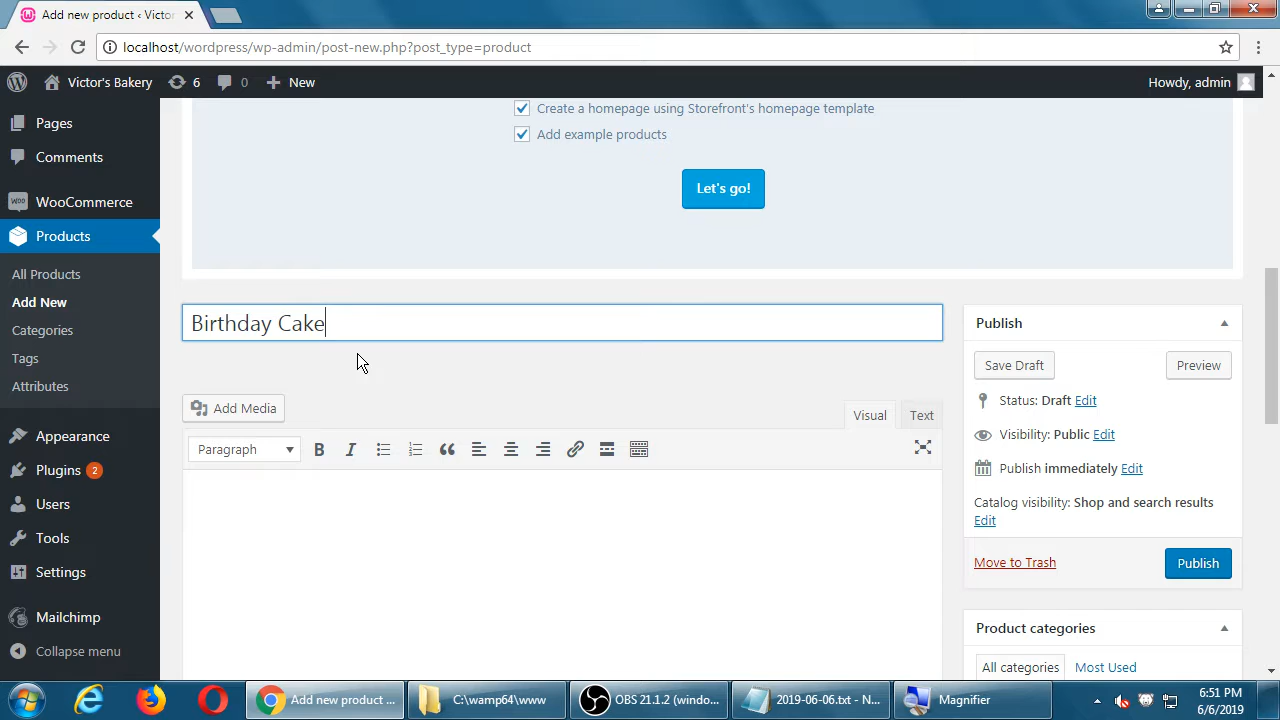 Add new product ‹ Victor
localhost/wordpress/wp-admin/post-new.php?post_type=product
Victor's Bakery
6
0
New
Howdy, admin
Pages
Comments
WooCommerce
Products
All Products
Add New
Categories
Tags
Attributes
Appearance
Plugins 2
Users
Tools
Settings
Mailchimp
Collapse menu
Create a homepage using Storefront's homepage template
Add example products
Let's go!
Birthday Cake
Add Media
Visual
Text
Paragraph
B
I
Publish
Save Draft
Preview
Status: Draft Edit
Visibility: Public Edit
Publish immediately Edit
Catalog visibility: Shop and search results
Edit
Move to Trash
Publish
Product categories
All categories
Most Used
Add new product ...
C:\wamp64\www
OBS 21.1.2 (windo...
2019-06-06.txt - N...
Magnifier
6:51 PM
6/6/2019